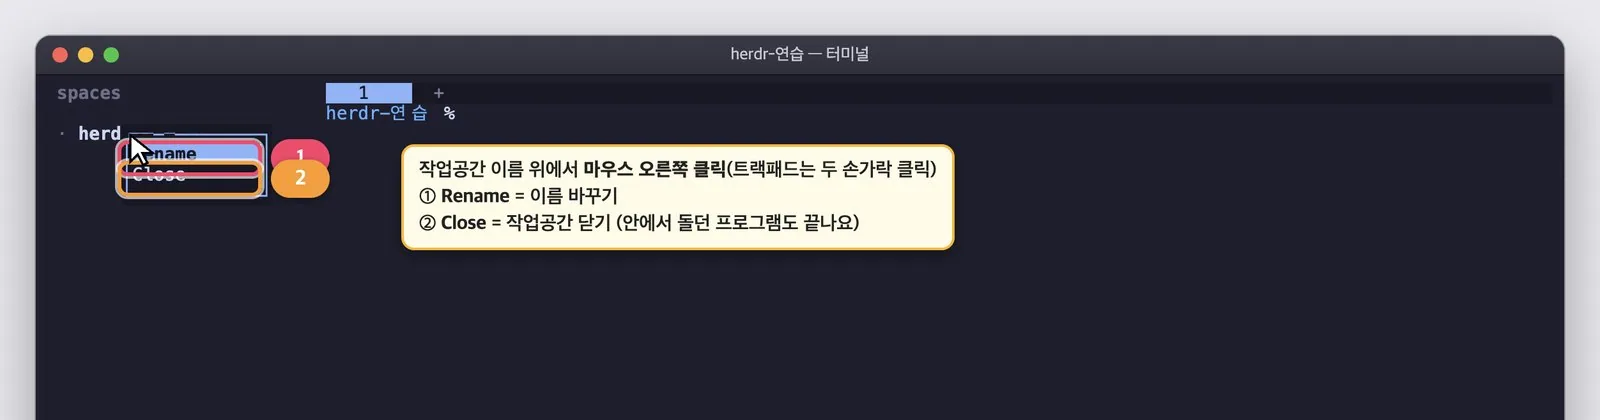 herdr-연습 — 터미널
spaces
1 +
herdr-연습 %
· herd
Rename
1
Close
2
작업공간 이름 위에서 마우스 오른쪽 클릭(트랙패드는 두 손가락 클릭)
① Rename = 이름 바꾸기
② Close = 작업공간 닫기 (안에서 돌던 프로그램도 끝나요)